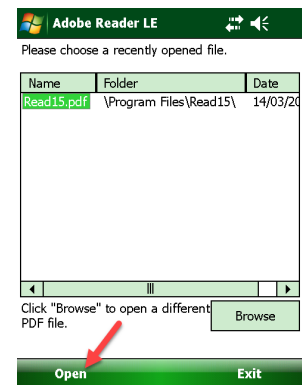 Adobe Reader LE
Please choose a recently opened file.
Name Folder Date
Read15.pdf \Program Files\Read15\ 14/03/20
Click "Browse" to open a different
PDF file.
Browse
Open Exit